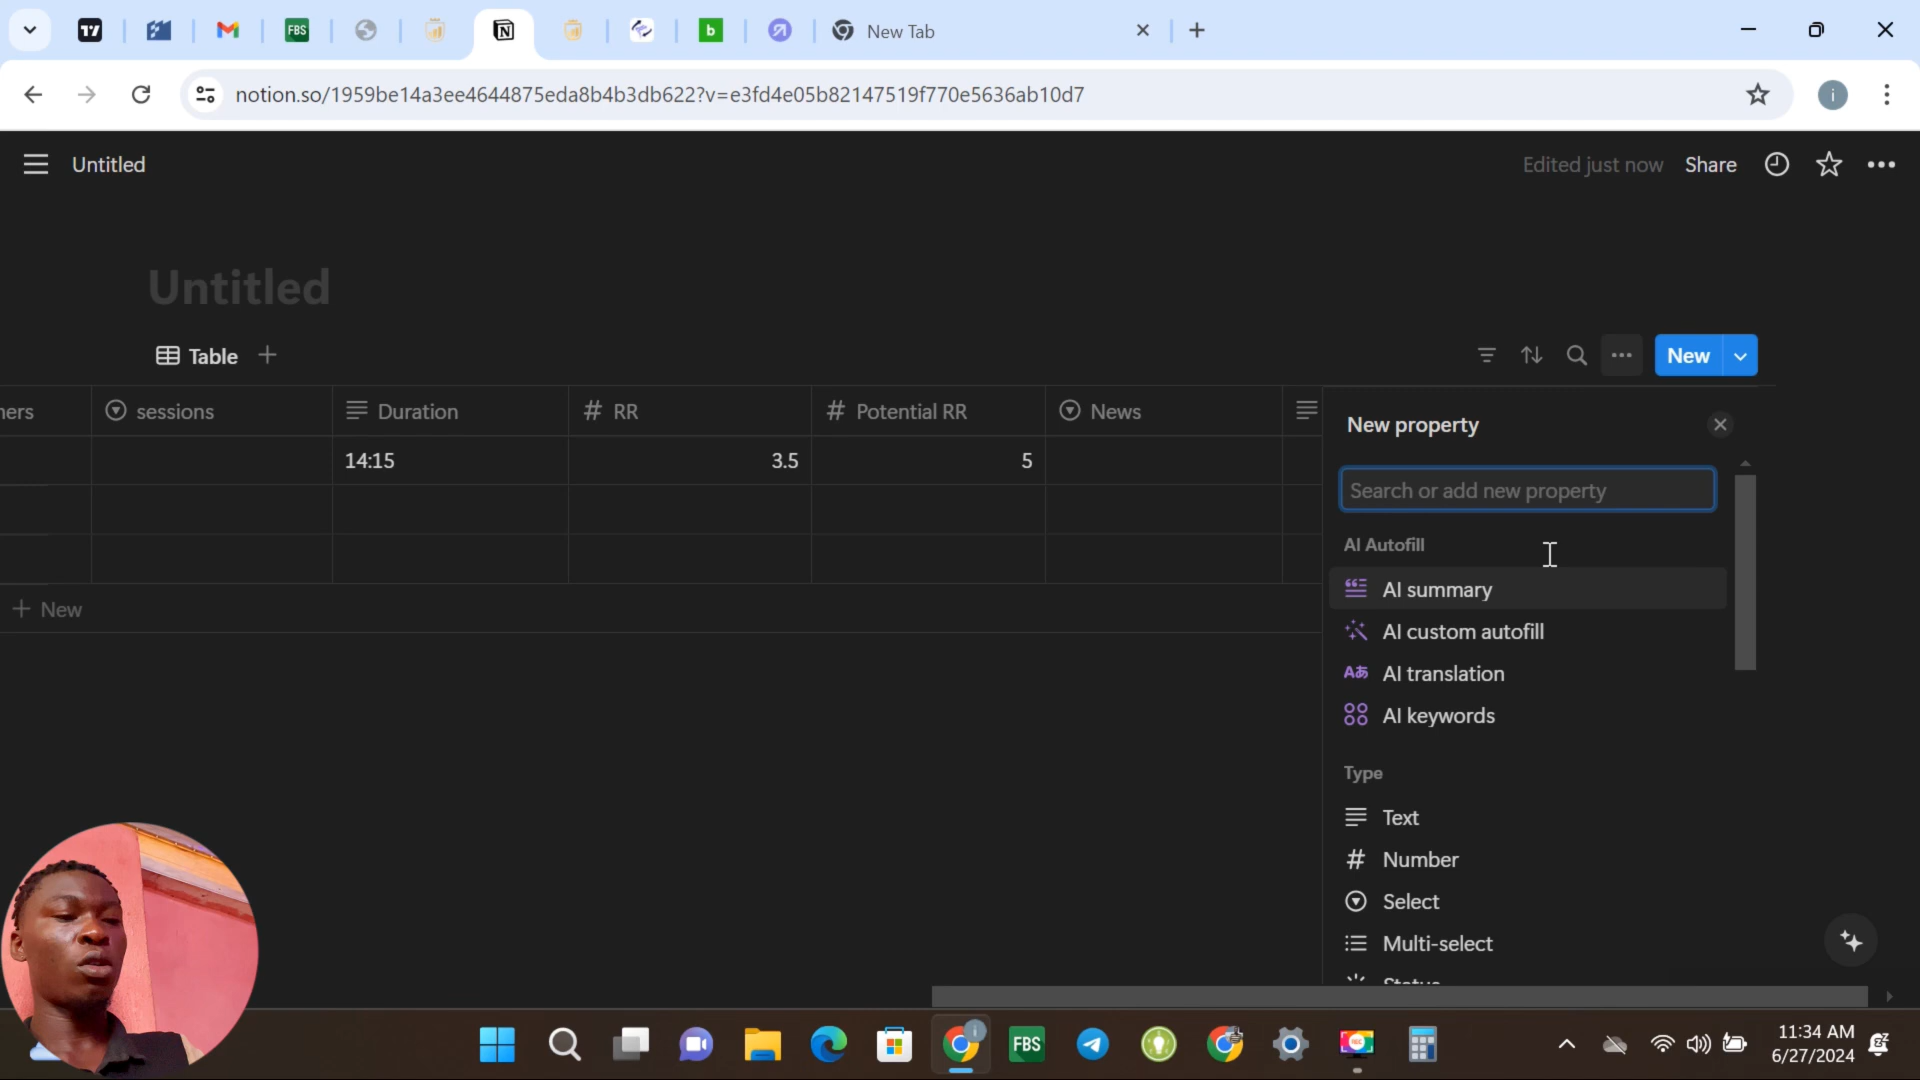 FBS
b
New Tab
notion.so/1959be14a3ee4644875eda8b4b3db622?v=e3fd4e05b82147519f770e5636ab10d7
i
Untitled
Edited just now
Share
Untitled
Table
New
ners
sessions
Duration
RR
Potential RR
News
14:15
3.5
5
New
New property
Search or add new property
AI Autofill
AI summary
AI custom autofill
AI translation
AI keywords
Type
Text
Number
Select
Multi-select
Status
FBS
11:34 AM
6/27/2024